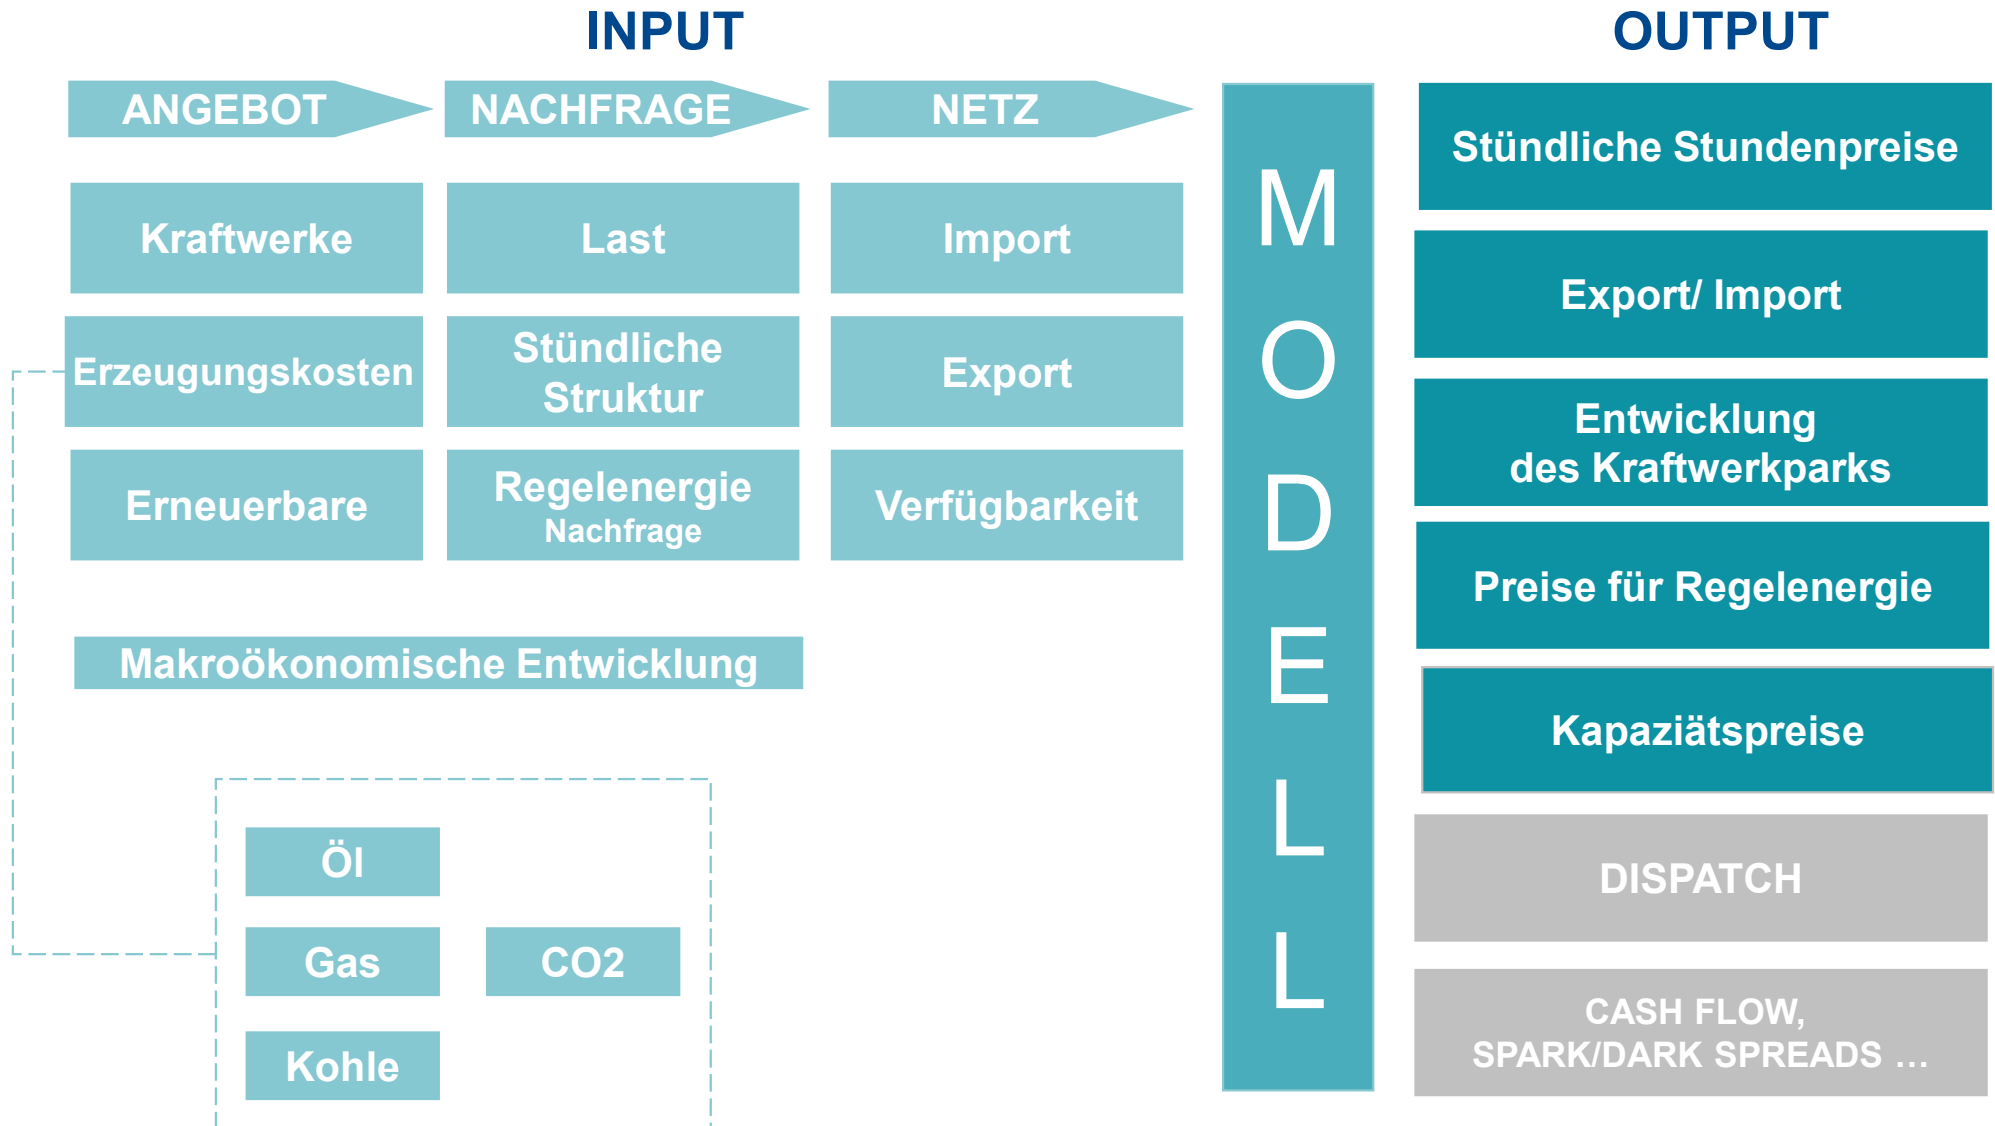 INPUT
OUTPUT
ANGEBOT
NACHFRAGE
NETZ
Kraftwerke
Last
Import
Erzeugungskosten
Stündliche
Struktur
Export
Erneuerbare
Regelenergie
Nachfrage
Verfügbarkeit
Makroökonomische Entwicklung
Öl
Gas
CO2
Kohle
M
O
D
E
L
L
Stündliche Stundenpreise
Export/ Import
Entwicklung
des Kraftwerkparks
Preise für Regelenergie
Kapaziätspreise
DISPATCH
CASH FLOW,
SPARK/DARK SPREADS …